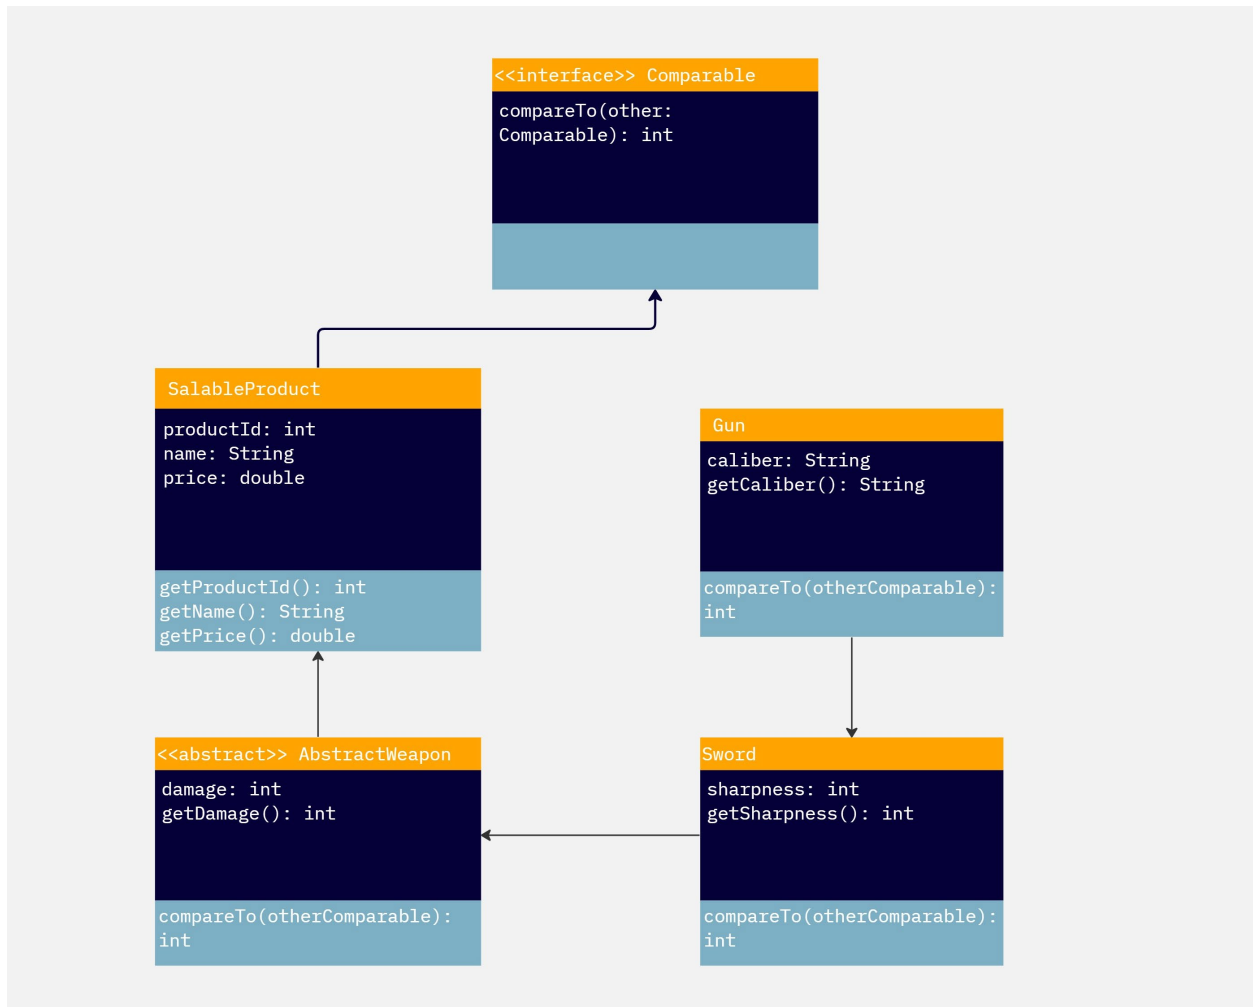 <<interface>> Comparable
compareTo(other:
Comparable): int
SalableProduct
productId: int
name: String
price: double
getProductId(): int
getName(): String
getPrice(): double
Gun
caliber: String
getCaliber(): String
compareTo(otherComparable):
int
<<abstract>> AbstractWeapon
damage: int
getDamage(): int
compareTo(otherComparable):
int
Sword
sharpness: int
getSharpness(): int
compareTo(otherComparable):
int